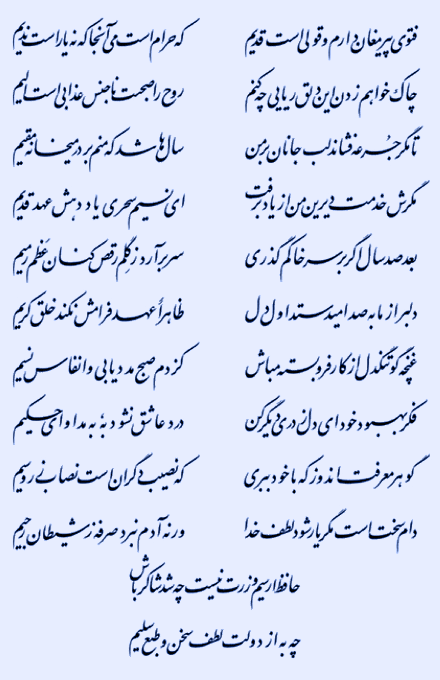 فتوی پیر مغان دارم و قولی است قدیم که حرام است می آنجا که نه یار است ندیم
چاک خواهم زدن این دلق ریایی چه کنم روح را صحبت ناجنس عذابی است الیم
تا مگر جرعه فشاند لب جانان بر من سال‌ها شد که منم بر در میخانه مقیم
مگرش خدمت دیرین من از یاد برفت ای نسیم سحری یاد دهش عهد قدیم
بعد صد سال اگر بر سر خاکم گذری سر برآرد ز گلم رقص کنان عظم رمیم
دلبر از ما به صد امید ستد اول دل ظاهرا عهد فرامش نکند خلق کریم
غنچه گو تنگ دل از کار فروبسته مباش کز دم صبح مدد یابی و انفاس نسیم
فکر بهبود خود ای دل ز دری دیگر کن درد عاشق نشود به به مداوای حکیم
گوهر معرفت اندوز که با خود ببری که نصیب دگران است نصاب زر و سیم
دام سخت است مگر یار شود لطف خدا ور نه آدم نبرد صرفه ز شیطان رجیم
حافظ ار سیم و زرت نیست چه شد شاکر باش
چه به از دولت لطف سخن و طبع سلیم